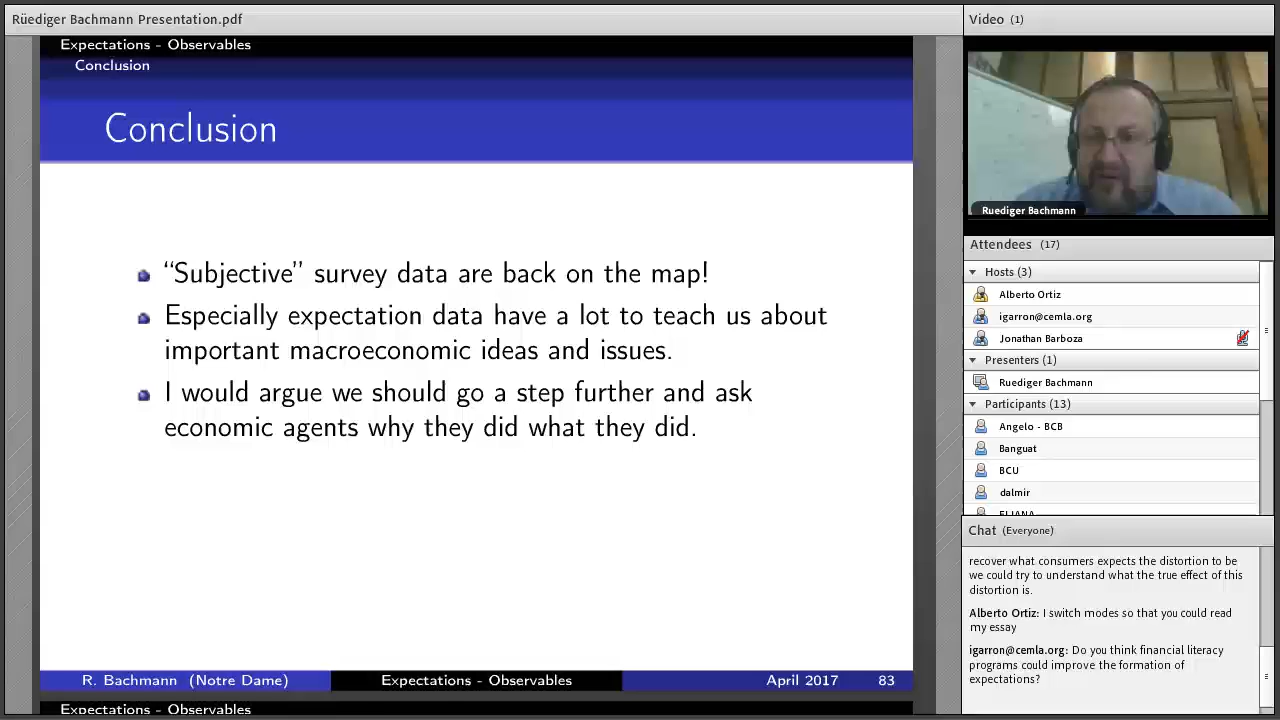 Rüediger Bachmann Presentation.pdf
Expectations - Observables
Conclusion
Conclusion
“Subjective” survey data are back on the map!
Especially expectation data have a lot to teach us about
important macroeconomic ideas and issues.
I would argue we should go a step further and ask
economic agents why they did what they did.
R. Bachmann (Notre Dame)
Expectations - Observables
April 2017
83
Expectations - Observables
Video (1)
Ruediger Bachmann
Attendees (17)
Hosts (3)
Alberto Ortiz
igarron@cemla.org
Jonathan Barboza
Presenters (1)
Ruediger Bachmann
Participants (13)
Angelo - BCB
Banguat
BCU
dalmir
ELIANA
Chat (Everyone)
recover what consumers expects the distortion to be
we could try to understand what the true effect of this
distortion is.
Alberto Ortiz: I switch modes so that you could read
my essay
igarron@cemla.org: Do you think financial literacy
programs could improve the formation of
expectations?